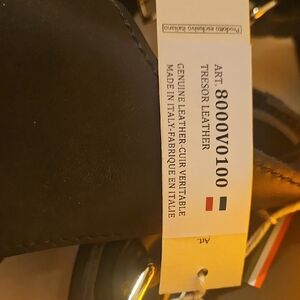 Prodotto esclusivo italiano
ART. 8000V0100
TRESOR LEATHER
GENUINE LEATHER-CUIR VERITABLE
MADE IN ITALY-FABRIQUE EN ITALIE
Art.